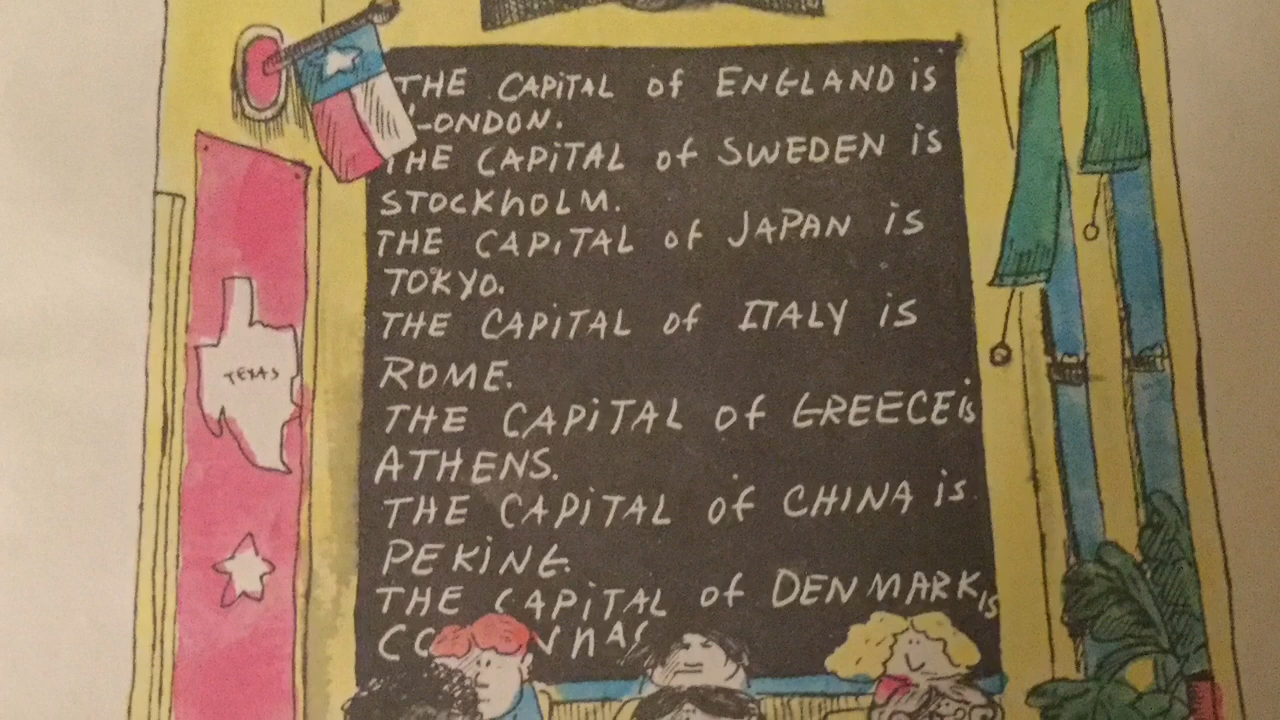 THE CAPiTAL of ENGLAND is
LONDON.
THE CAPiTAL of SWEDEN is
STOCKhOLM.
THE CAPiTAL of JAPAN is
TOKYO.
THE CAPiTAL of ITALY is
ROME.
THE CAPiTAL of GREECE is
ATHENS.
THE CAPiTAL of CHINA is
PEKiNG.
THE CAPiTAL of DENMARK is
TEXAS